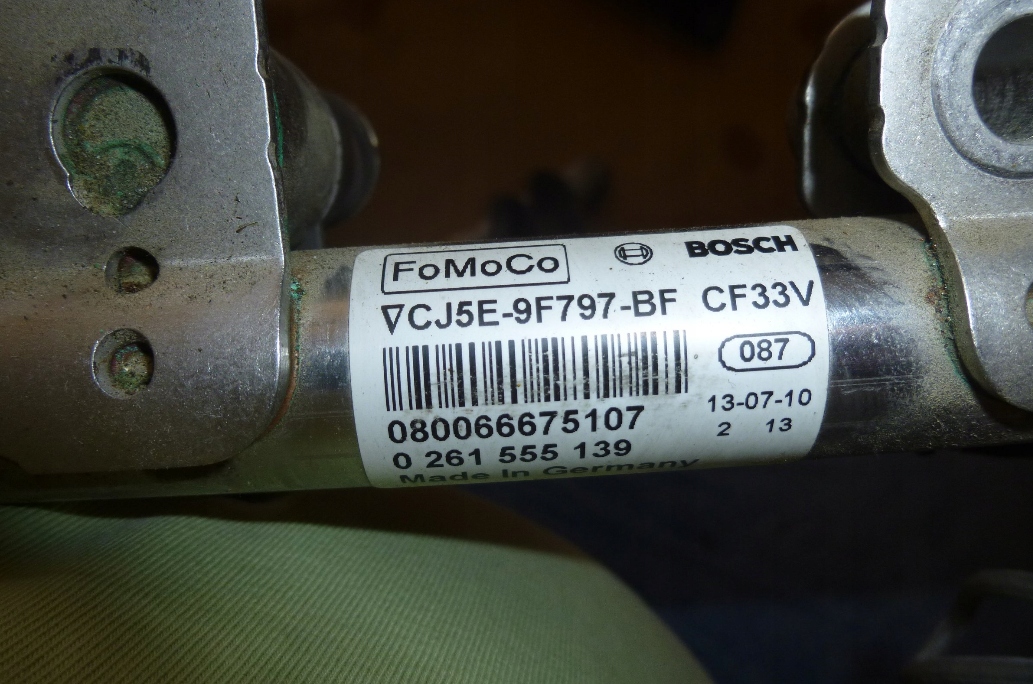 FoMoCo BOSCH
∇CJ5E-9F797-BF CF33V
087
080066675107 13-07-10
2 13
0 261 555 139
Made in Germany